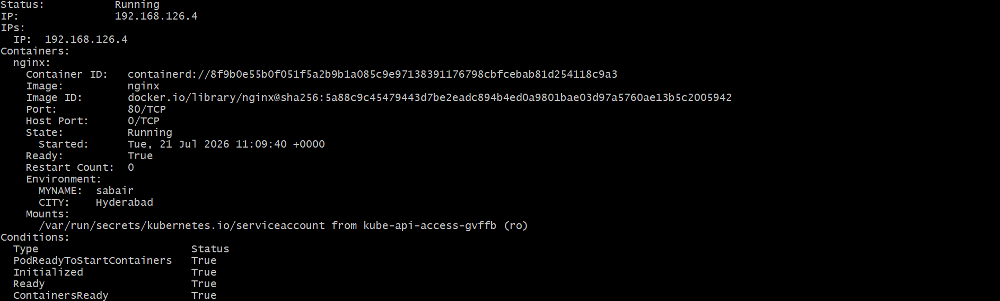 Status:           Running
IP:               192.168.126.4
IPs:
  IP:  192.168.126.4
Containers:
  nginx:
    Container ID:   containerd://8f9b0e55b0f051f5a2b9b1a085c9e97138391176798cbfcebab81d254118c9a3
    Image:          nginx
    Image ID:       docker.io/library/nginx@sha256:5a88c9c45479443d7be2eadc894b4ed0a9801bae03d97a5760ae13b5c2005942
    Port:           80/TCP
    Host Port:      0/TCP
    State:          Running
      Started:      Tue, 21 Jul 2026 11:09:40 +0000
    Ready:          True
    Restart Count:  0
    Environment:
      MYNAME:  sabair
      CITY:    Hyderabad
    Mounts:
      /var/run/secrets/kubernetes.io/serviceaccount from kube-api-access-gvffb (ro)
Conditions:
  Type                        Status
  PodReadyToStartContainers   True
  Initialized                 True
  Ready                       True
  ContainersReady             True